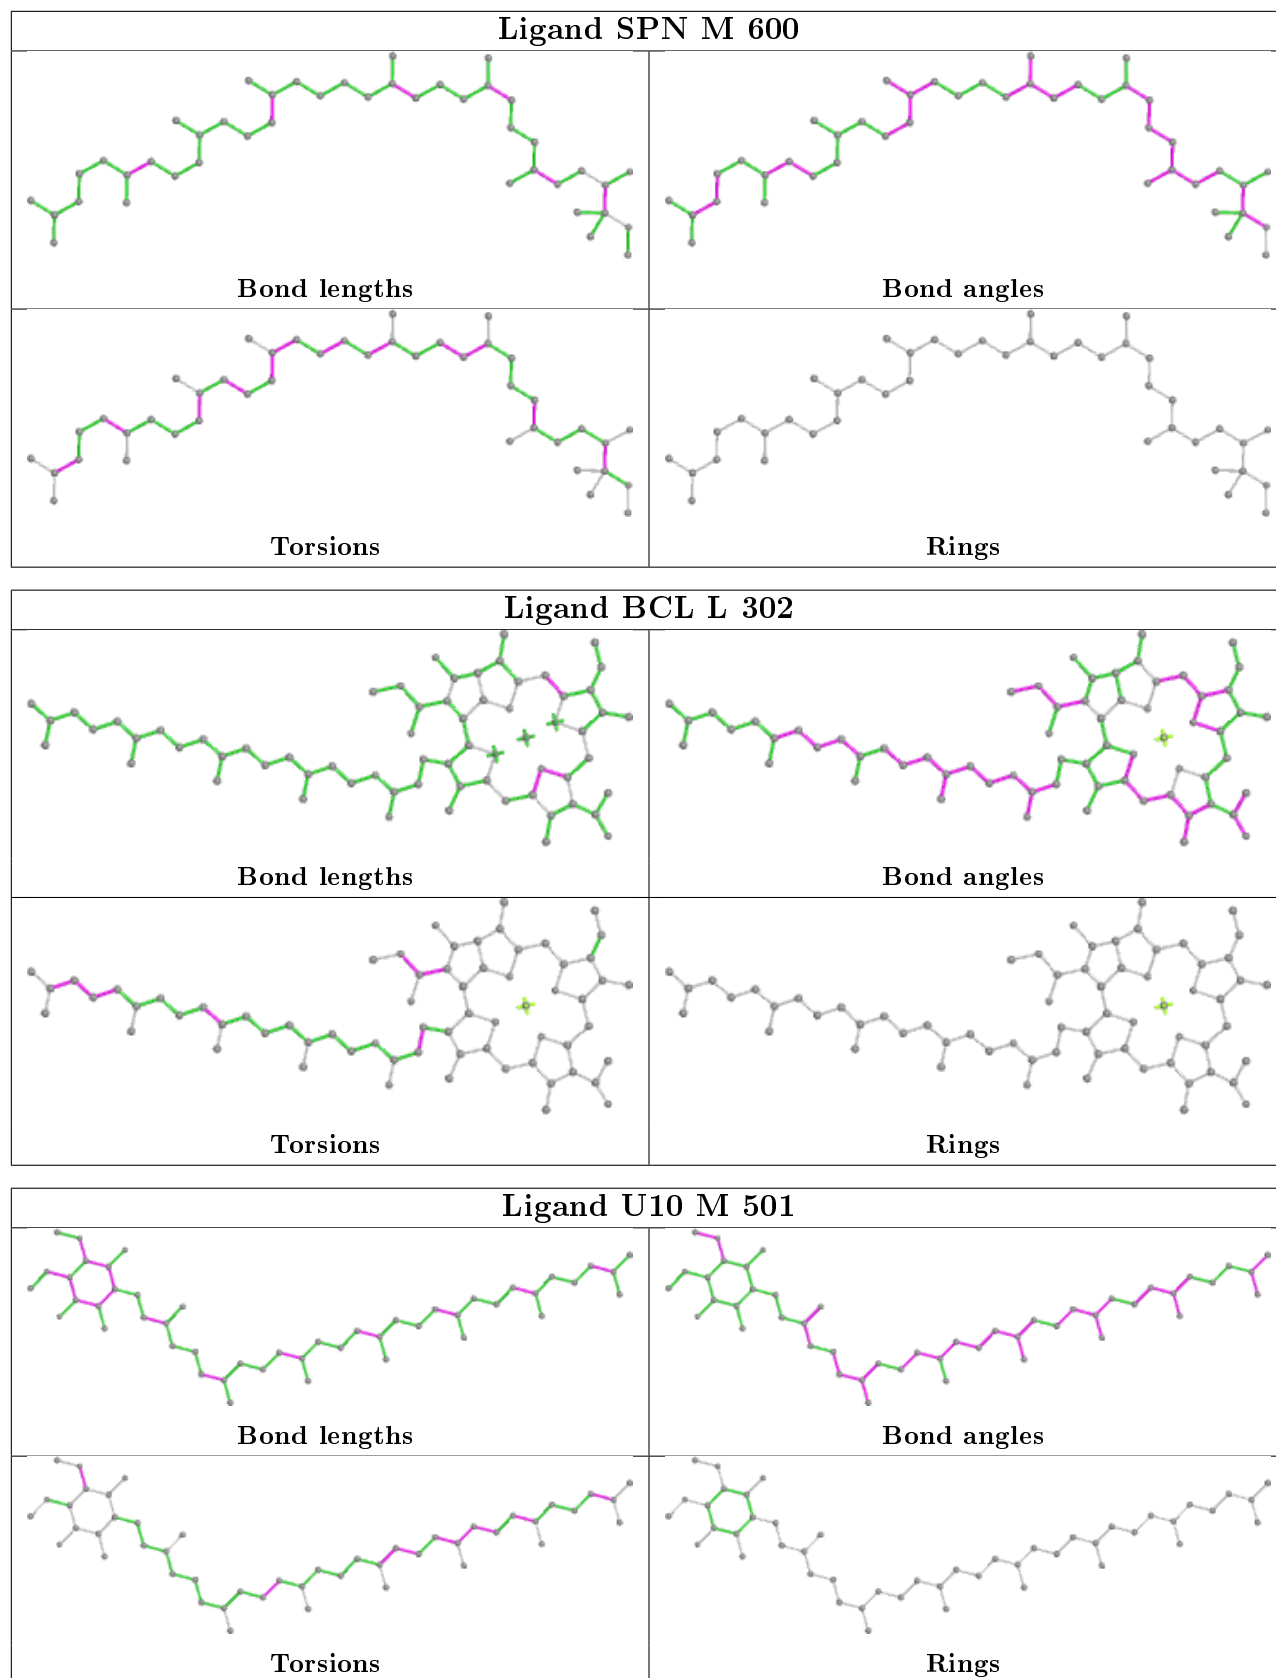 Ligand SPN M 600
Bond lengths
Bond angles
Torsions
Rings
Ligand BCL L 302
Bond lengths
Bond angles
Torsions
Rings
Ligand U10 M 501
Bond lengths
Bond angles
Torsions
Rings